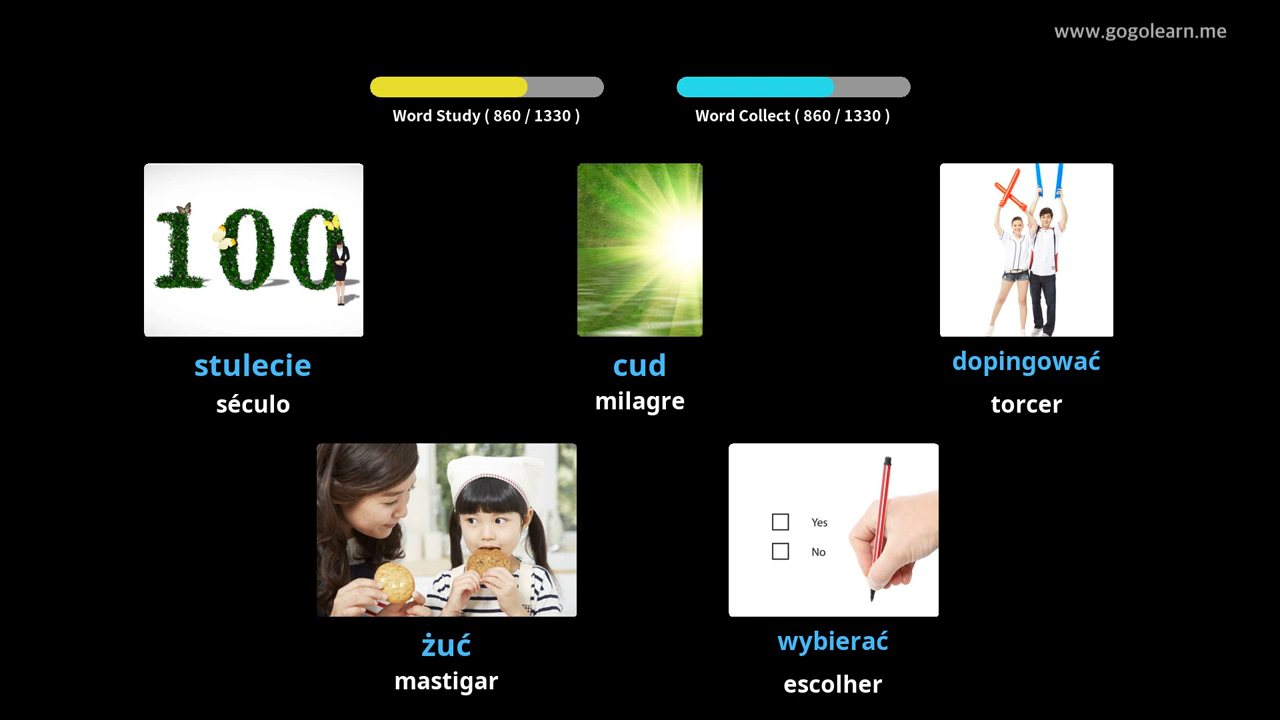 www.gogolearn.me
Word Study ( 860 / 1330 )
Word Collect ( 860 / 1330 )
stulecie
século
cud
milagre
dopingować
torcer
żuć
mastigar
Yes
No
wybierać
escolher